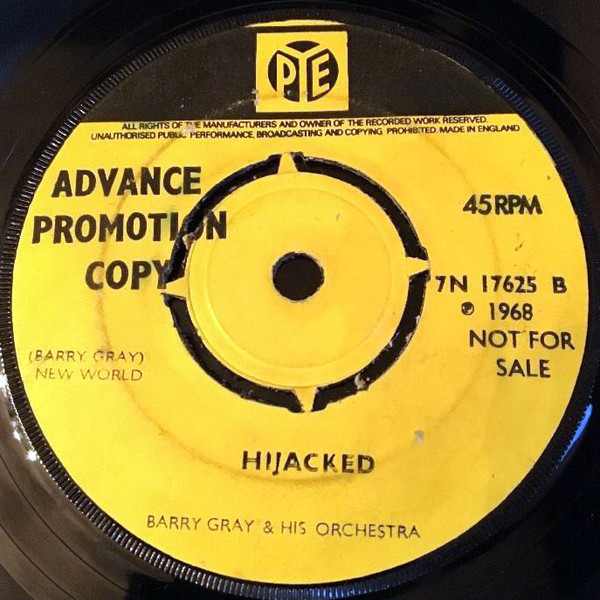 PYE
ALL RIGHTS OF THE MANUFACTURERS AND OWNER OF THE RECORDED WORK RESERVED.
UNAUTHORISED PUBLIC PERFORMANCE, BROADCASTING AND COPYING PROHIBITED. MADE IN ENGLAND
ADVANCE
PROMOTION
COPY
45 RPM
7N 17625 B
℗ 1968
NOT FOR
SALE
(BARRY GRAY)
NEW WORLD
HIJACKED
BARRY GRAY & HIS ORCHESTRA